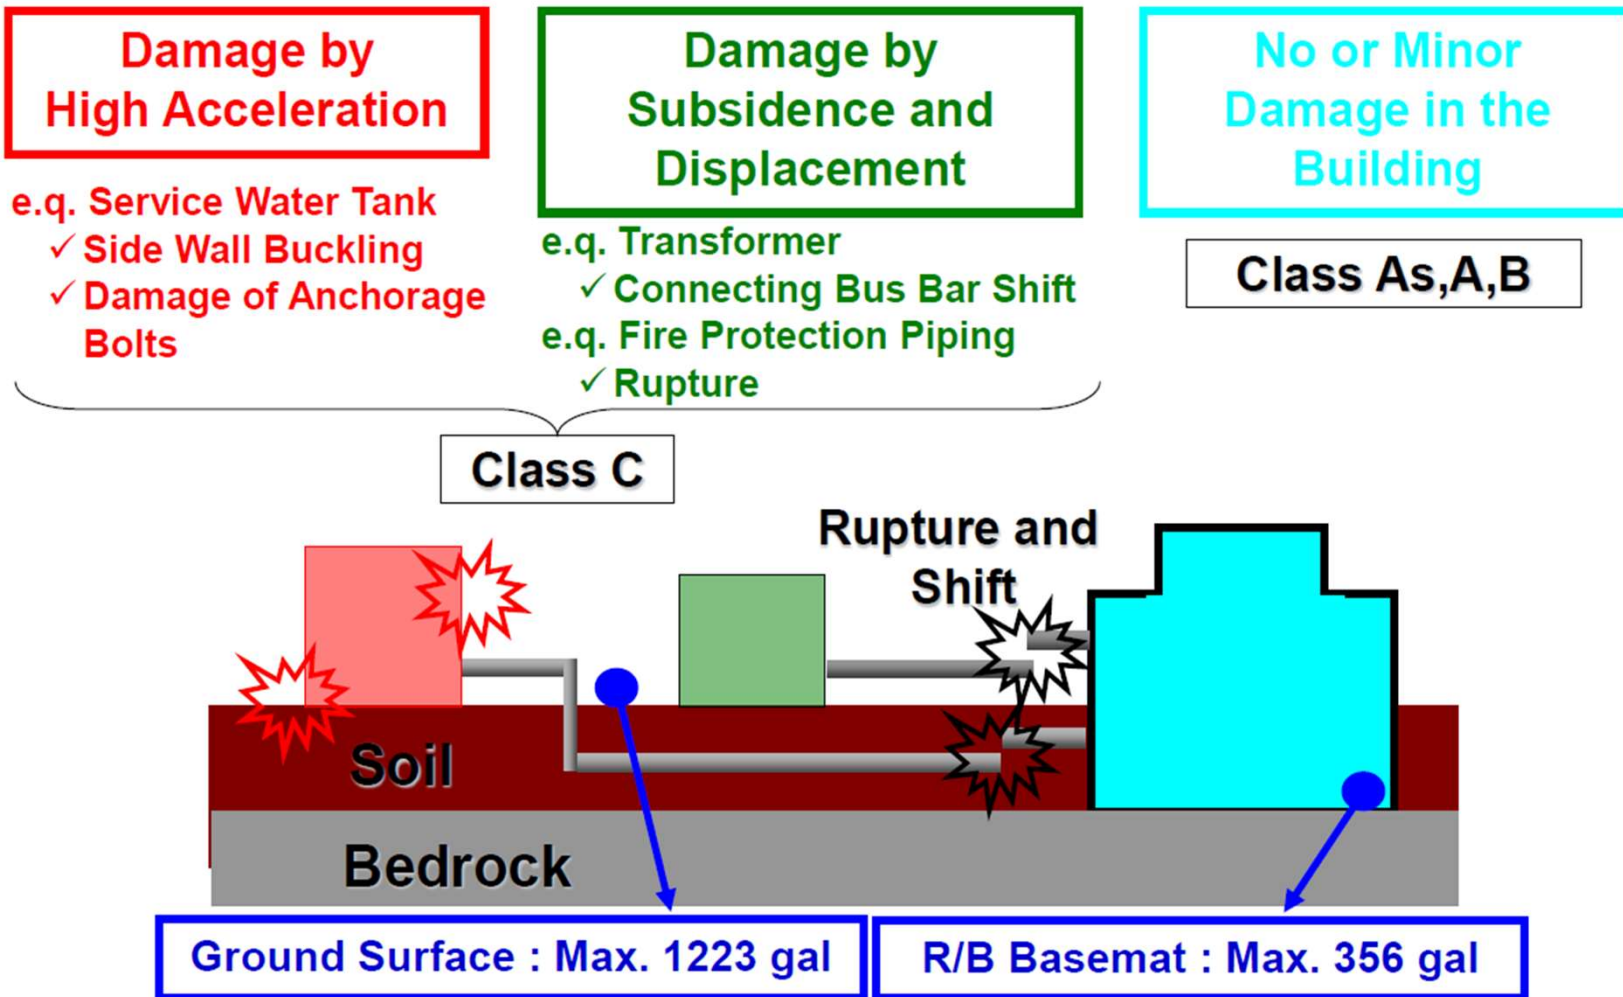 Damage by
High Acceleration
e.q. Service Water Tank
✓ Side Wall Buckling
✓ Damage of Anchorage
Bolts
Damage by
Subsidence and
Displacement
e.q. Transformer
✓ Connecting Bus Bar Shift
e.q. Fire Protection Piping
✓ Rupture
No or Minor
Damage in the
Building
Class As,A,B
Class C
Rupture and
Shift
Soil
Bedrock
Ground Surface : Max. 1223 gal
R/B Basemat : Max. 356 gal